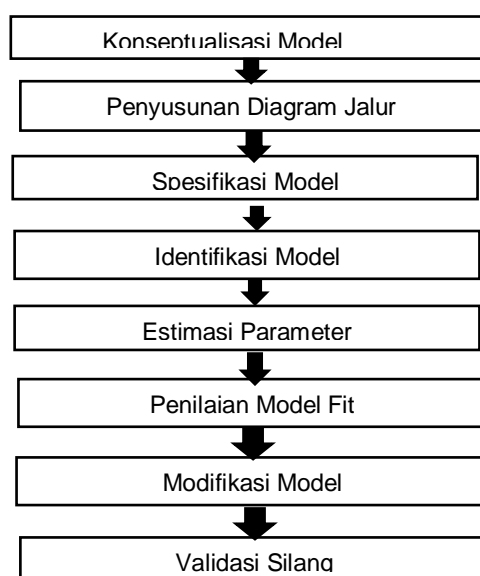 Konseptualisasi Model
Penyusunan Diagram Jalur
Spesifikasi Model
Identifikasi Model
Estimasi Parameter
Penilaian Model Fit
Modifikasi Model
Validasi Silang